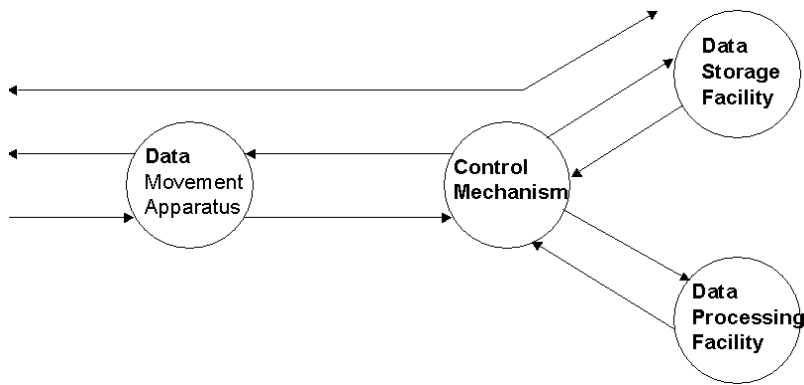 Data
Storage
Facility
Data
Movement
Apparatus
Control
Mechanism
Data
Processing
Facility